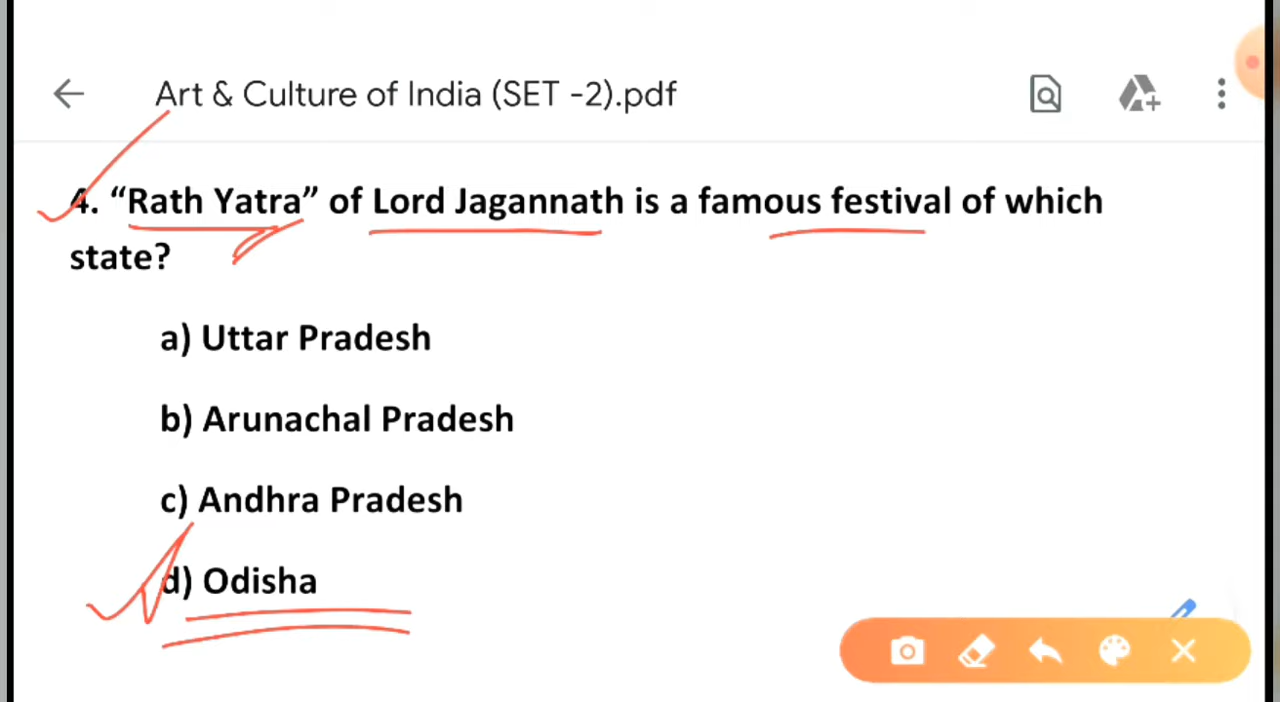 Art & Culture of India (SET -2).pdf
4. “Rath Yatra” of Lord Jagannath is a famous festival of which
state?
a) Uttar Pradesh
b) Arunachal Pradesh
c) Andhra Pradesh
d) Odisha